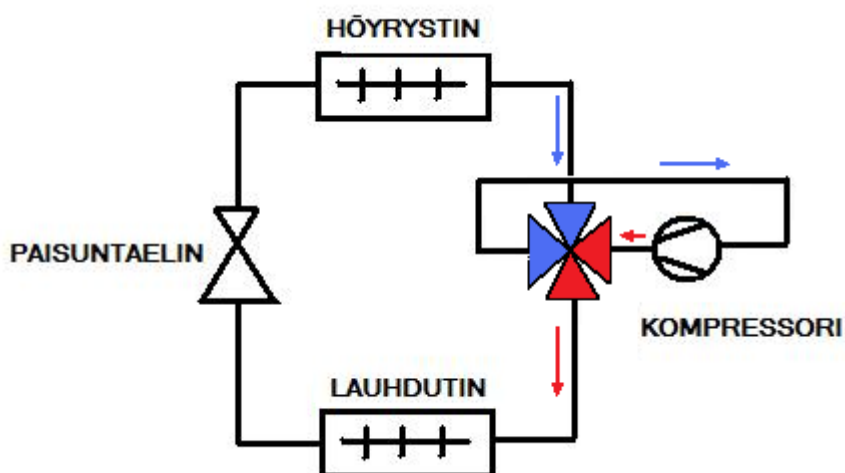 HÖYRYSTIN
PAISUNTAELIN
KOMPRESSORI
LAUHDUTIN